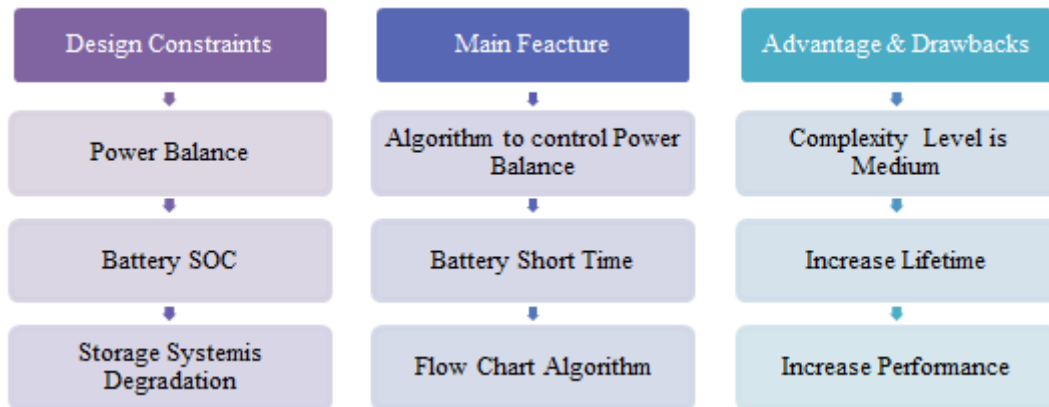 Design Constraints
Power Balance
Battery SOC
Storage Systemis
Degradation
Main Feacture
Algorithm to control Power
Balance
Battery Short Time
Flow Chart Algorithm
Advantage & Drawbacks
Complexity Level is
Medium
Increase Lifetime
Increase Performance